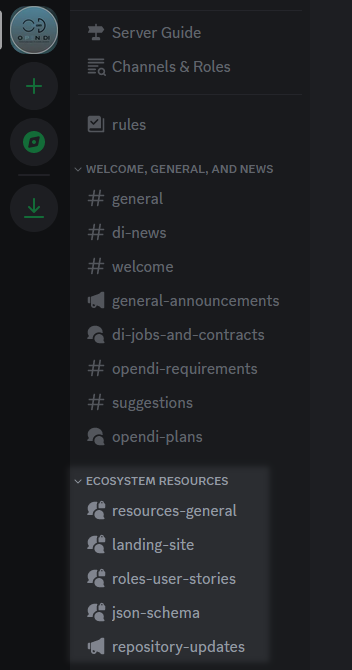 OPENDI
Server Guide
Channels & Roles
rules
WELCOME, GENERAL, AND NEWS
general
di-news
welcome
general-announcements
di-jobs-and-contracts
opendi-requirements
suggestions
opendi-plans
ECOSYSTEM RESOURCES
resources-general
landing-site
roles-user-stories
json-schema
repository-updates